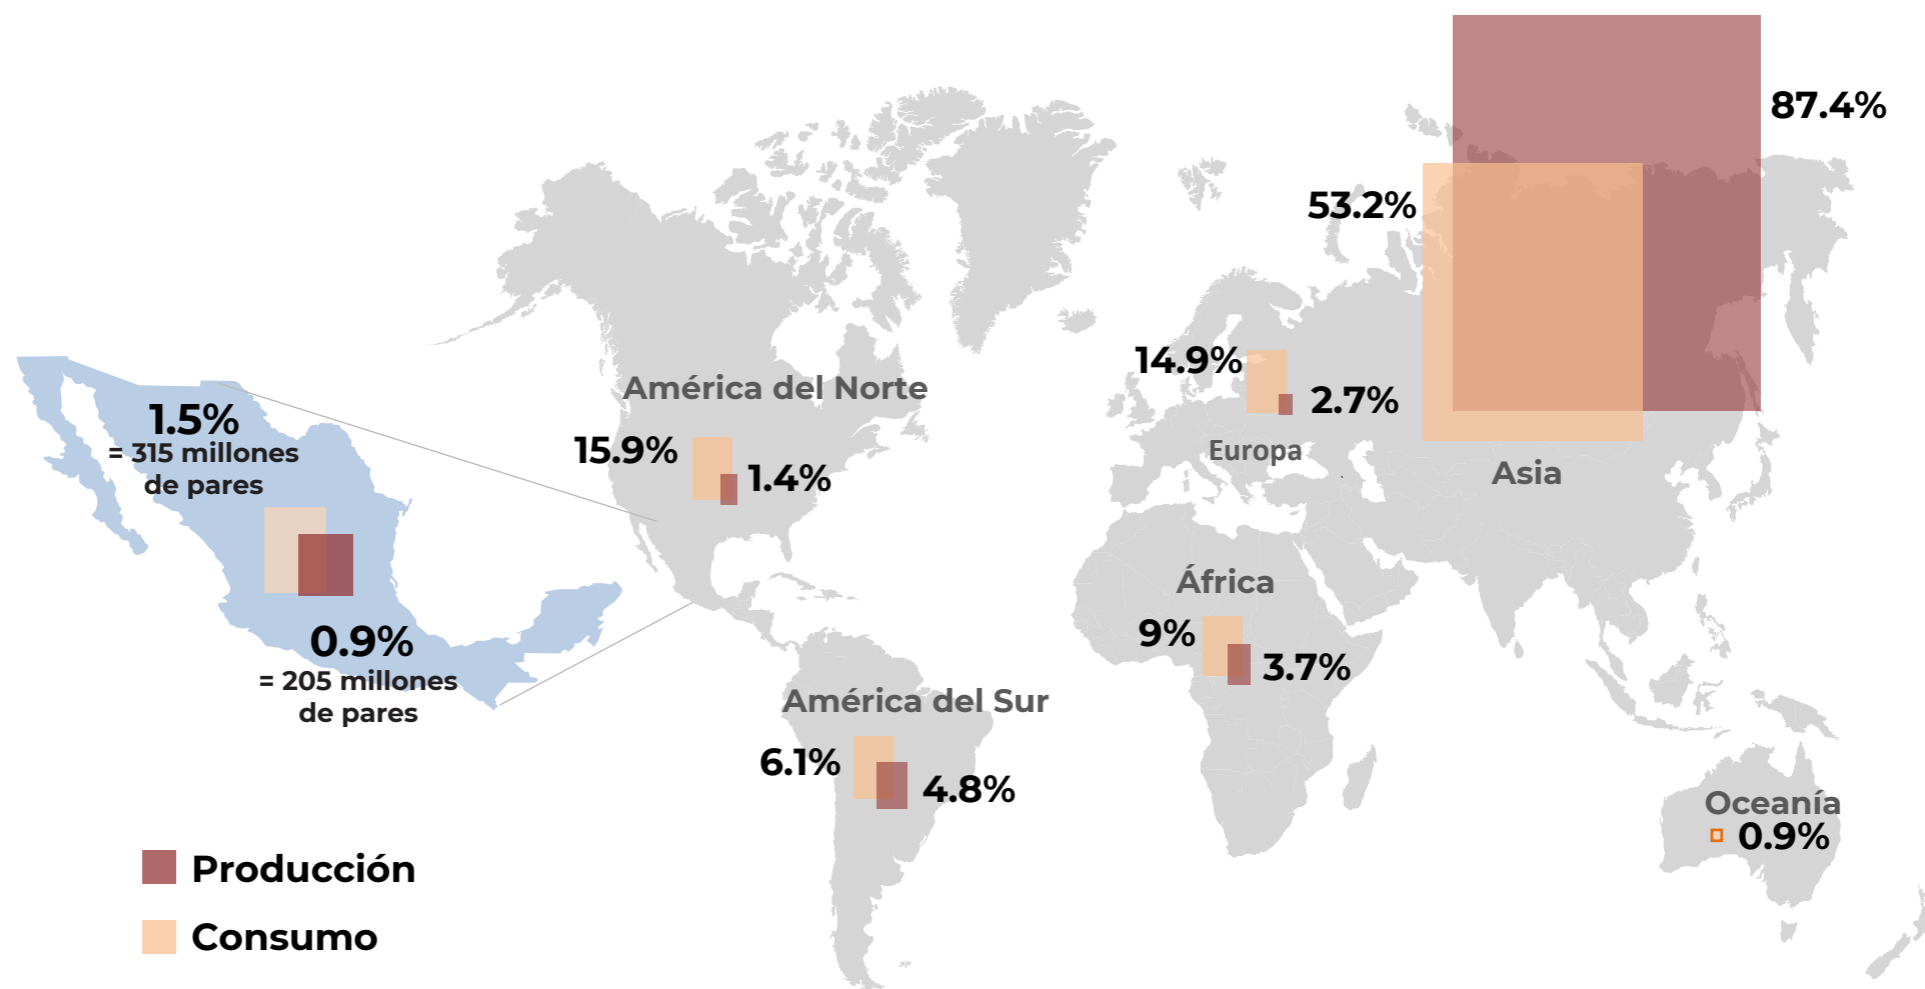 87.4%
53.2%
Asia
14.9%
2.7%
Europa
América del Norte
15.9%
1.4%
1.5%
= 315 millones
de pares
0.9%
= 205 millones
de pares
África
9%
3.7%
América del Sur
6.1%
4.8%
Oceanía
0.9%
Producción
Consumo